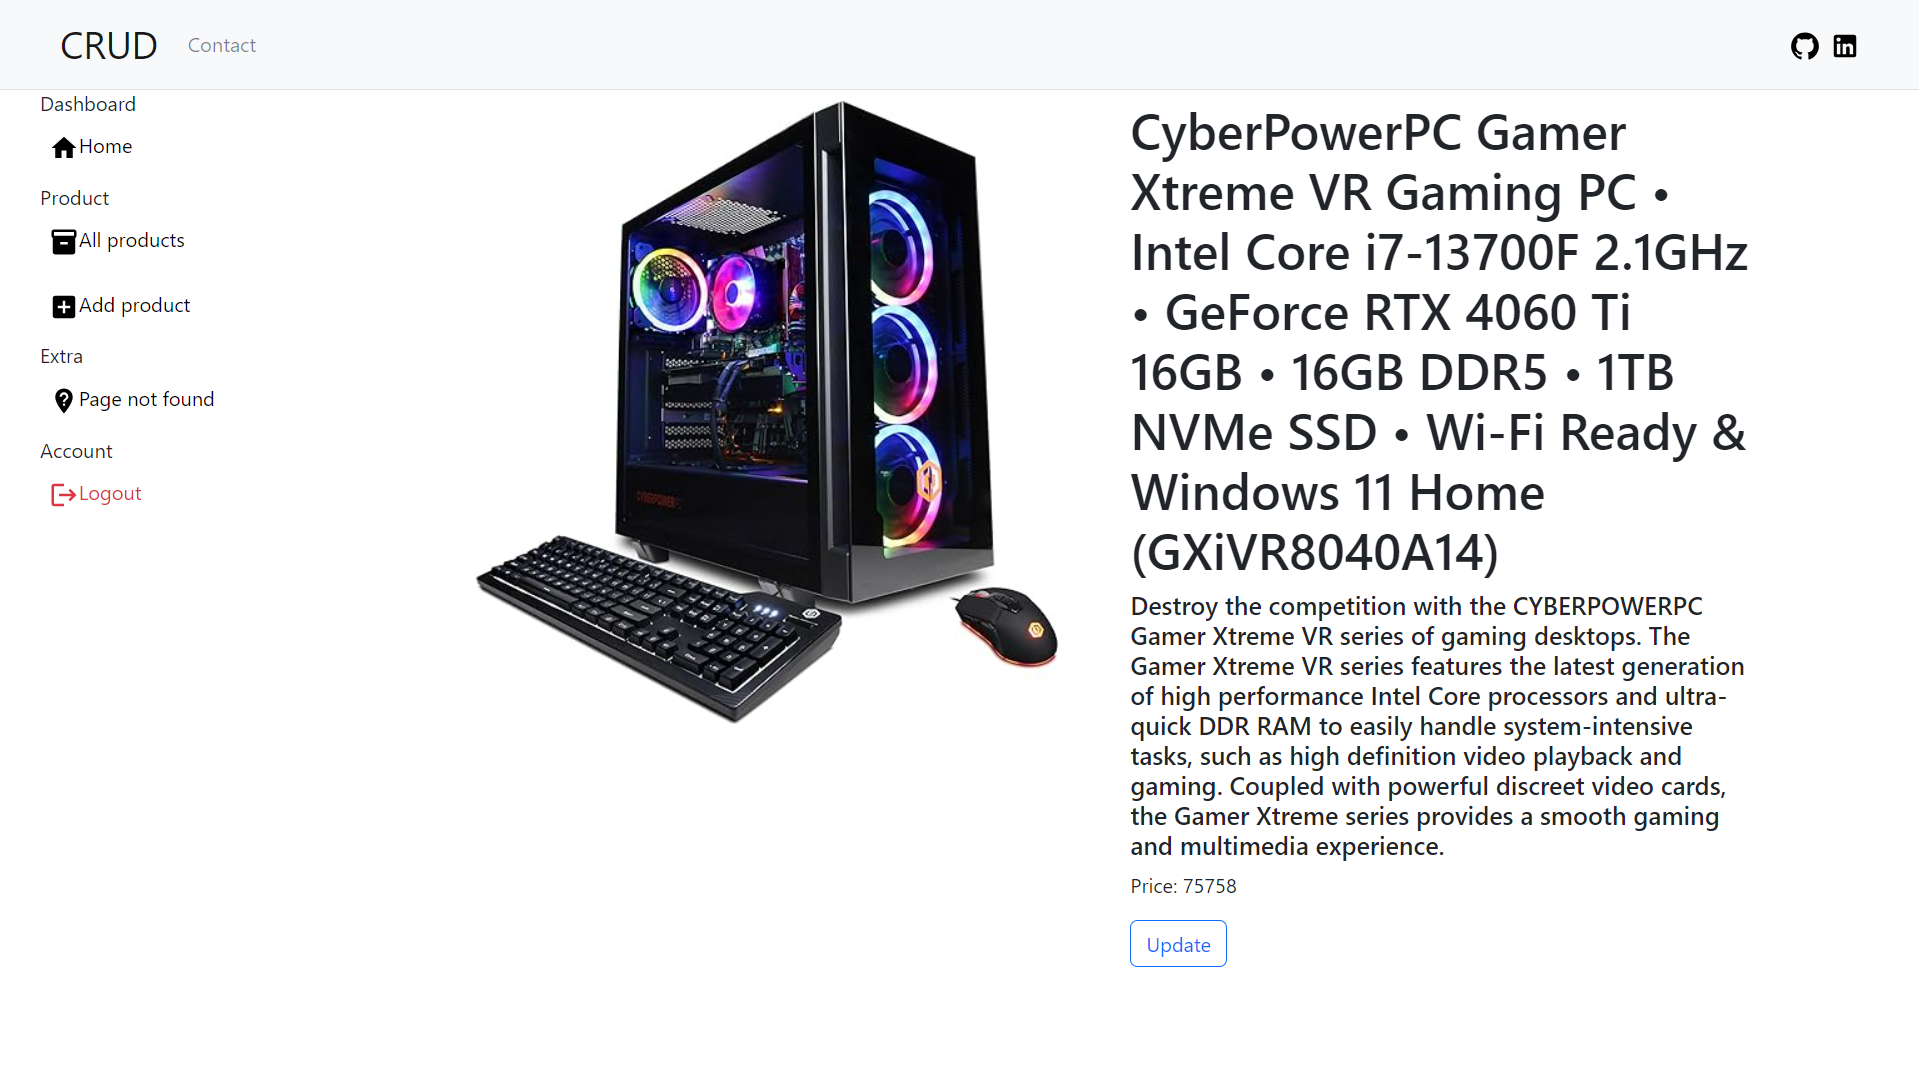 CRUD
Contact
Dashboard
Home
Product
All products
Add product
Extra
Page not found
Account
Logout
CYBERPOWERPC
CyberPowerPC Gamer
Xtreme VR Gaming PC •
Intel Core i7-13700F 2.1GHz
• GeForce RTX 4060 Ti
16GB • 16GB DDR5 • 1TB
NVMe SSD • Wi-Fi Ready &
Windows 11 Home
(GXiVR8040A14)
Destroy the competition with the CYBERPOWERPC
Gamer Xtreme VR series of gaming desktops. The
Gamer Xtreme VR series features the latest generation
of high performance Intel Core processors and ultra-
quick DDR RAM to easily handle system-intensive
tasks, such as high definition video playback and
gaming. Coupled with powerful discreet video cards,
the Gamer Xtreme series provides a smooth gaming
and multimedia experience.
Price: 75758
Update